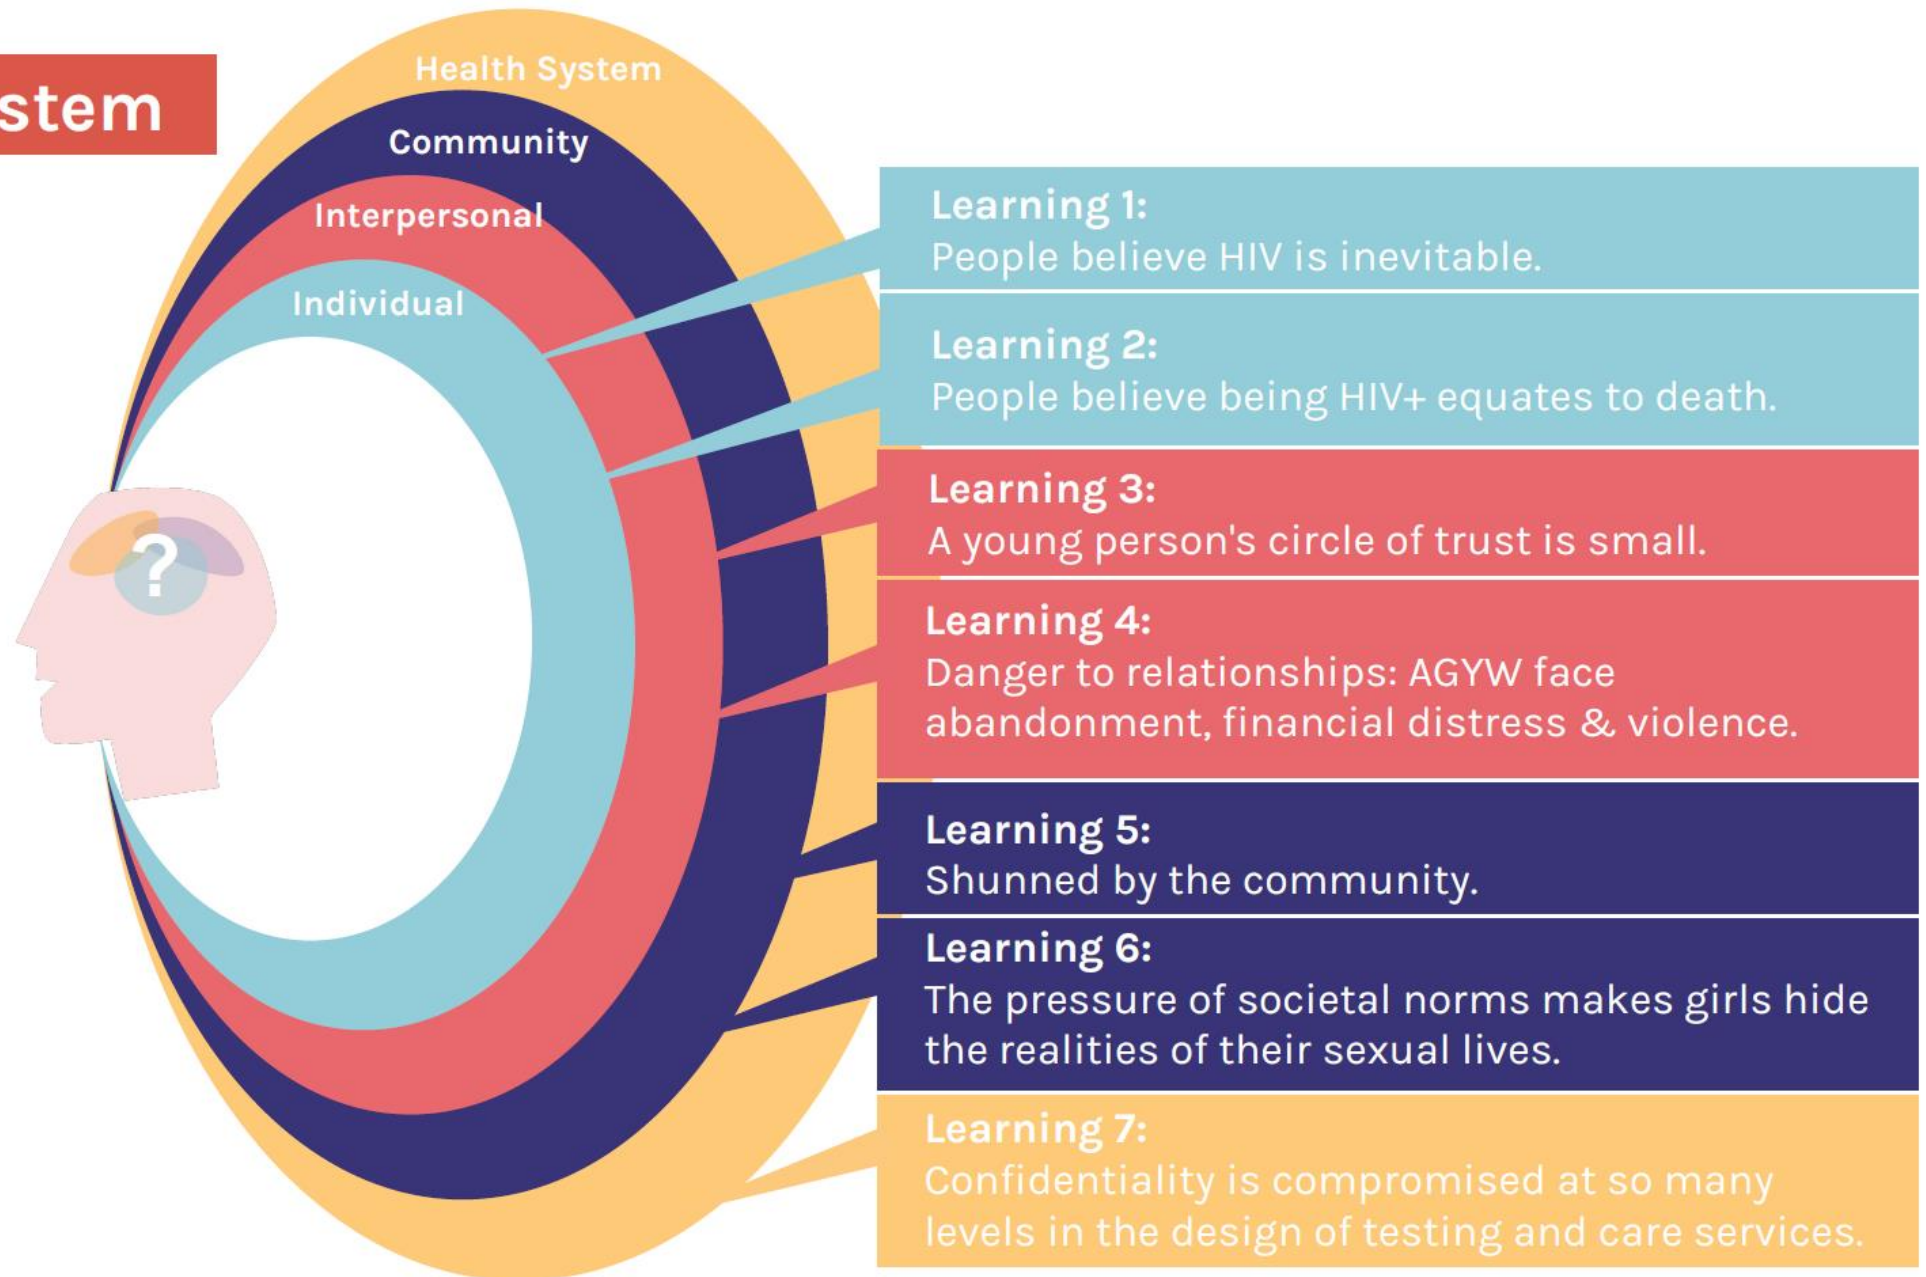 stem
Health System
Community
Interpersonal
Individual
?
Learning 1:
People believe HIV is inevitable.
Learning 2:
People believe being HIV+ equates to death.
Learning 3:
A young person's circle of trust is small.
Learning 4:
Danger to relationships: AGYW face
abandonment, financial distress & violence.
Learning 5:
Shunned by the community.
Learning 6:
The pressure of societal norms makes girls hide
the realities of their sexual lives.
Learning 7:
Confidentiality is compromised at so many
levels in the design of testing and care services.